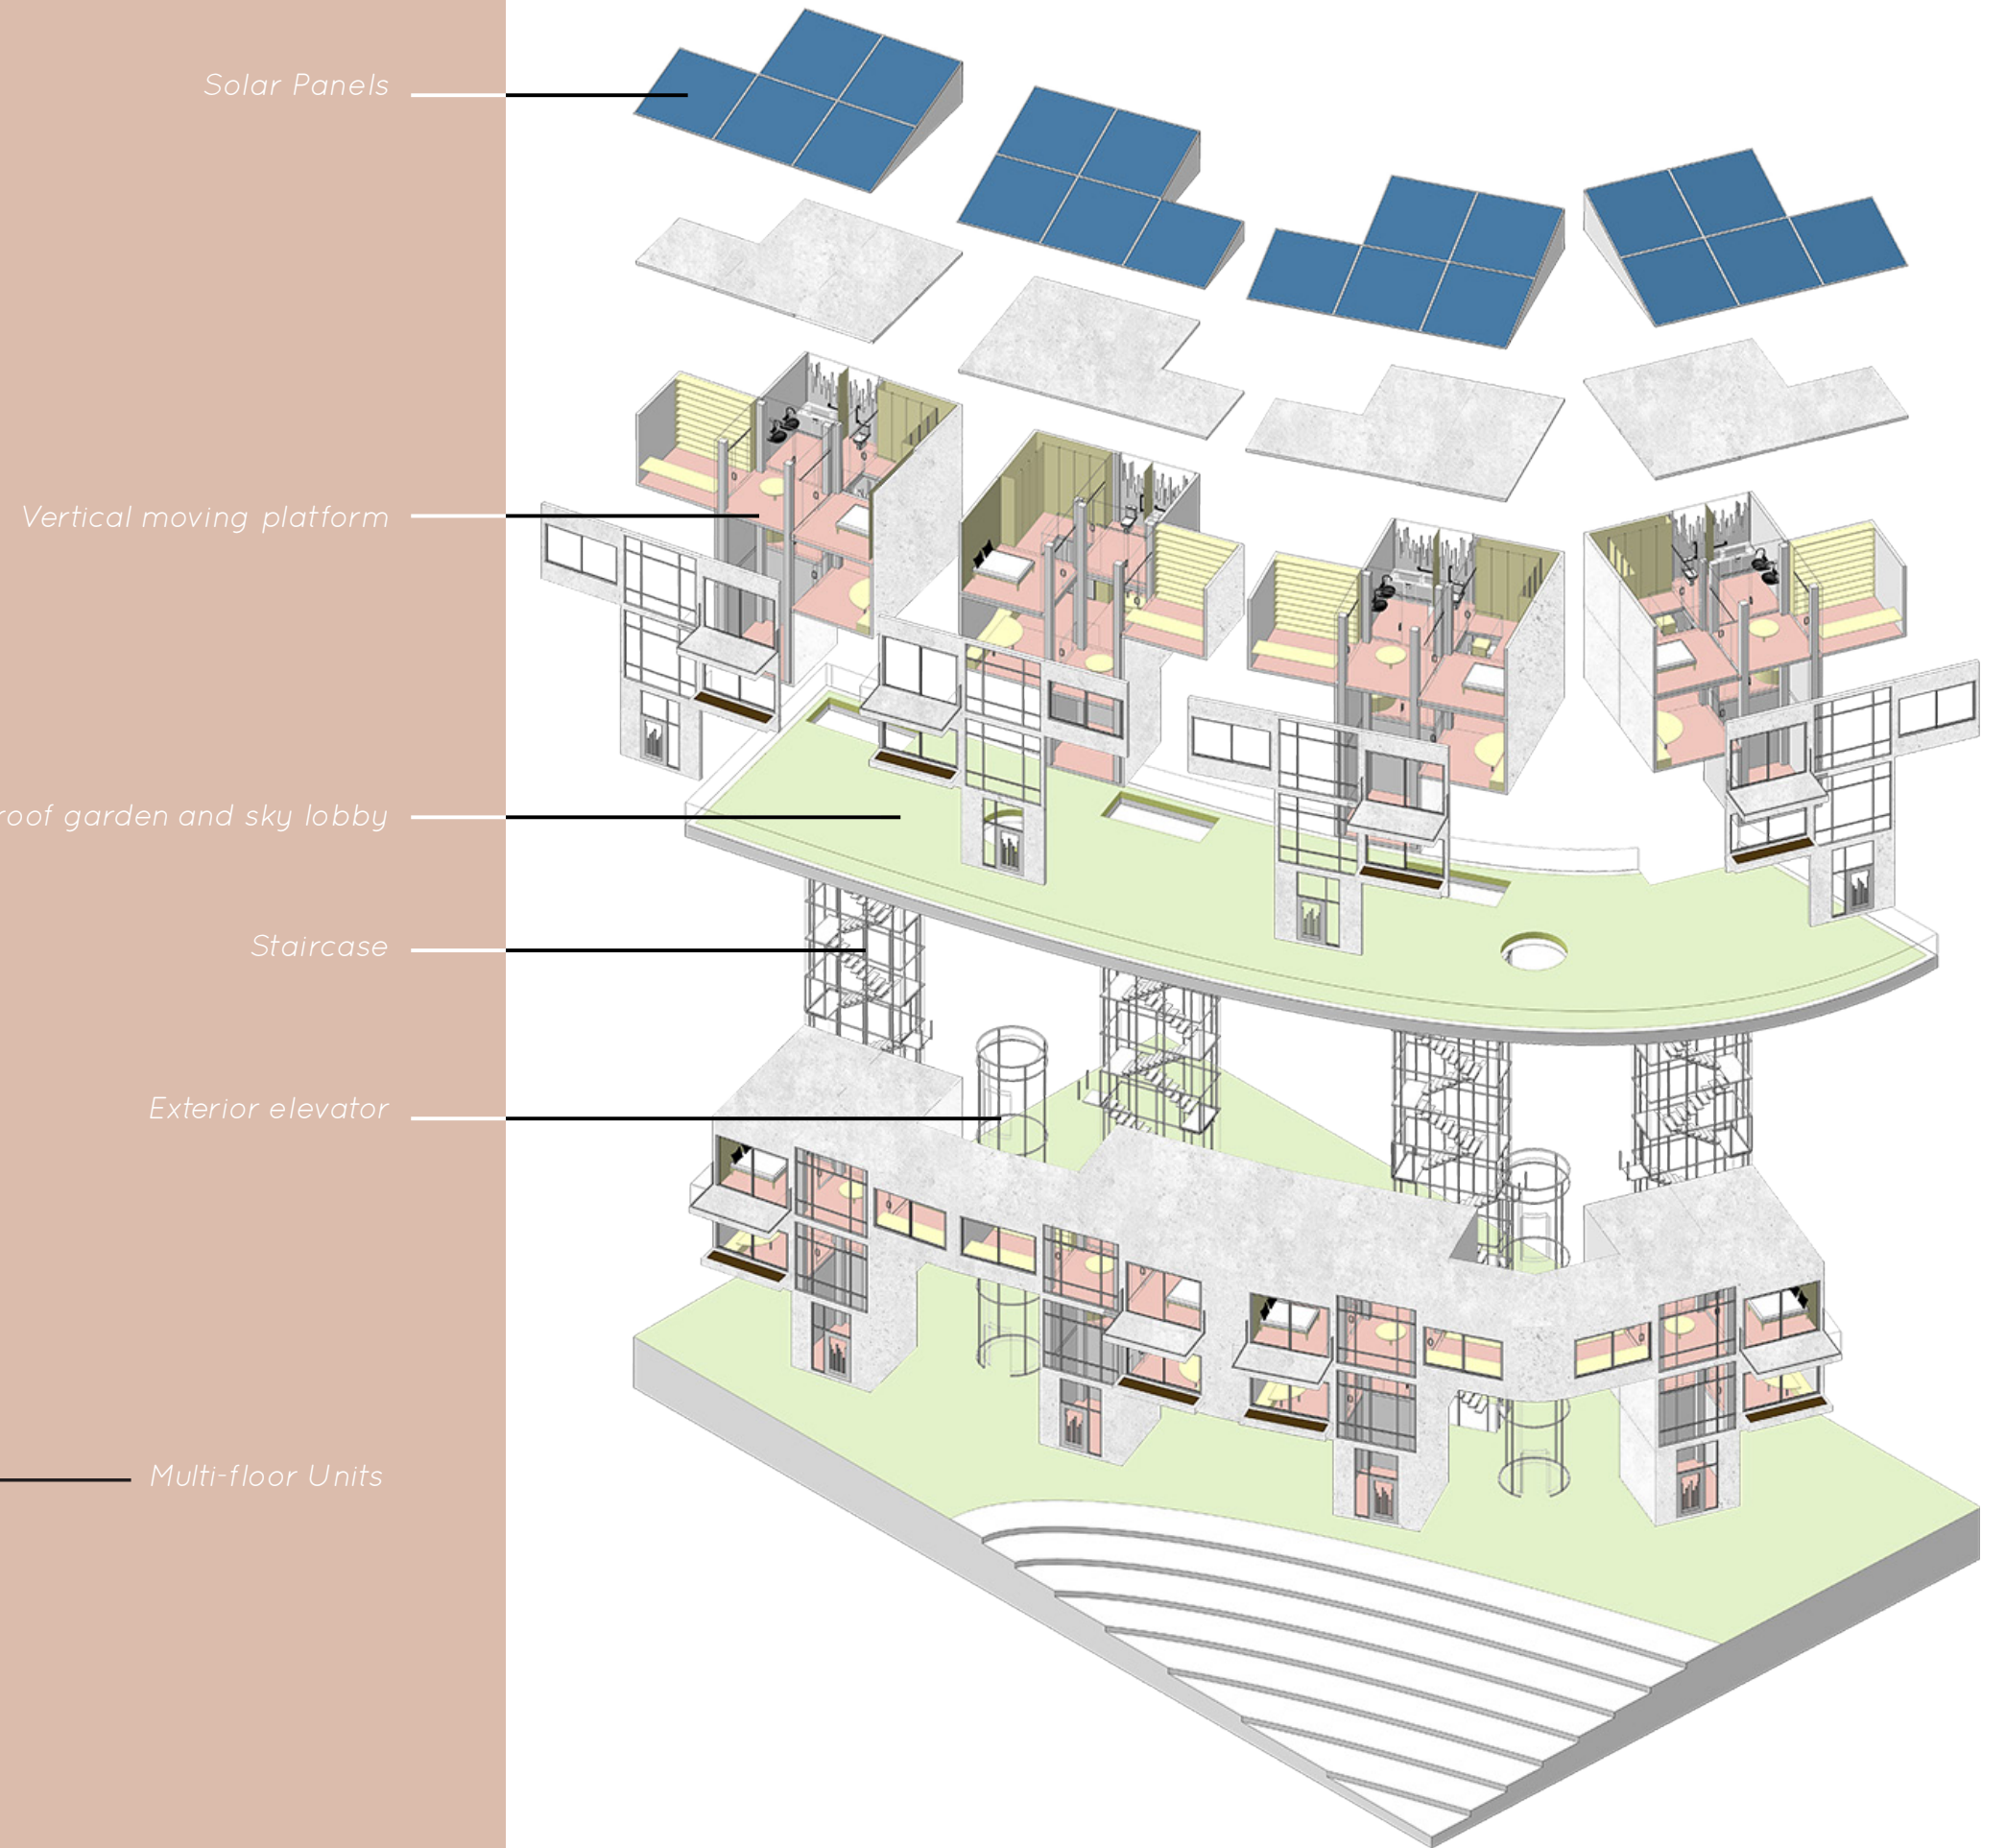 Solar Panels
Vertical moving platform
roof garden and sky lobby
Staircase
Exterior elevator
Multi-floor Units